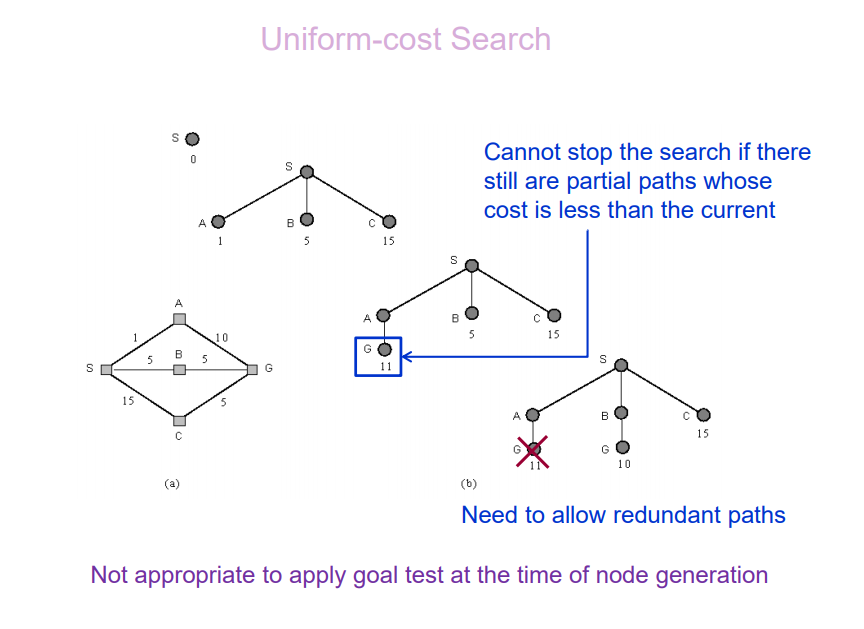 Uniform-cost Search
S
0
S
A
B
C
1
5
15
Cannot stop the search if there
still are partial paths whose
cost is less than the current
S
A
B
C
5
15
G
11
A
1
10
S
5
B
5
G
15
5
C
(a)
S
A
B
C
15
G
G
11
10
(b)
Need to allow redundant paths
Not appropriate to apply goal test at the time of node generation